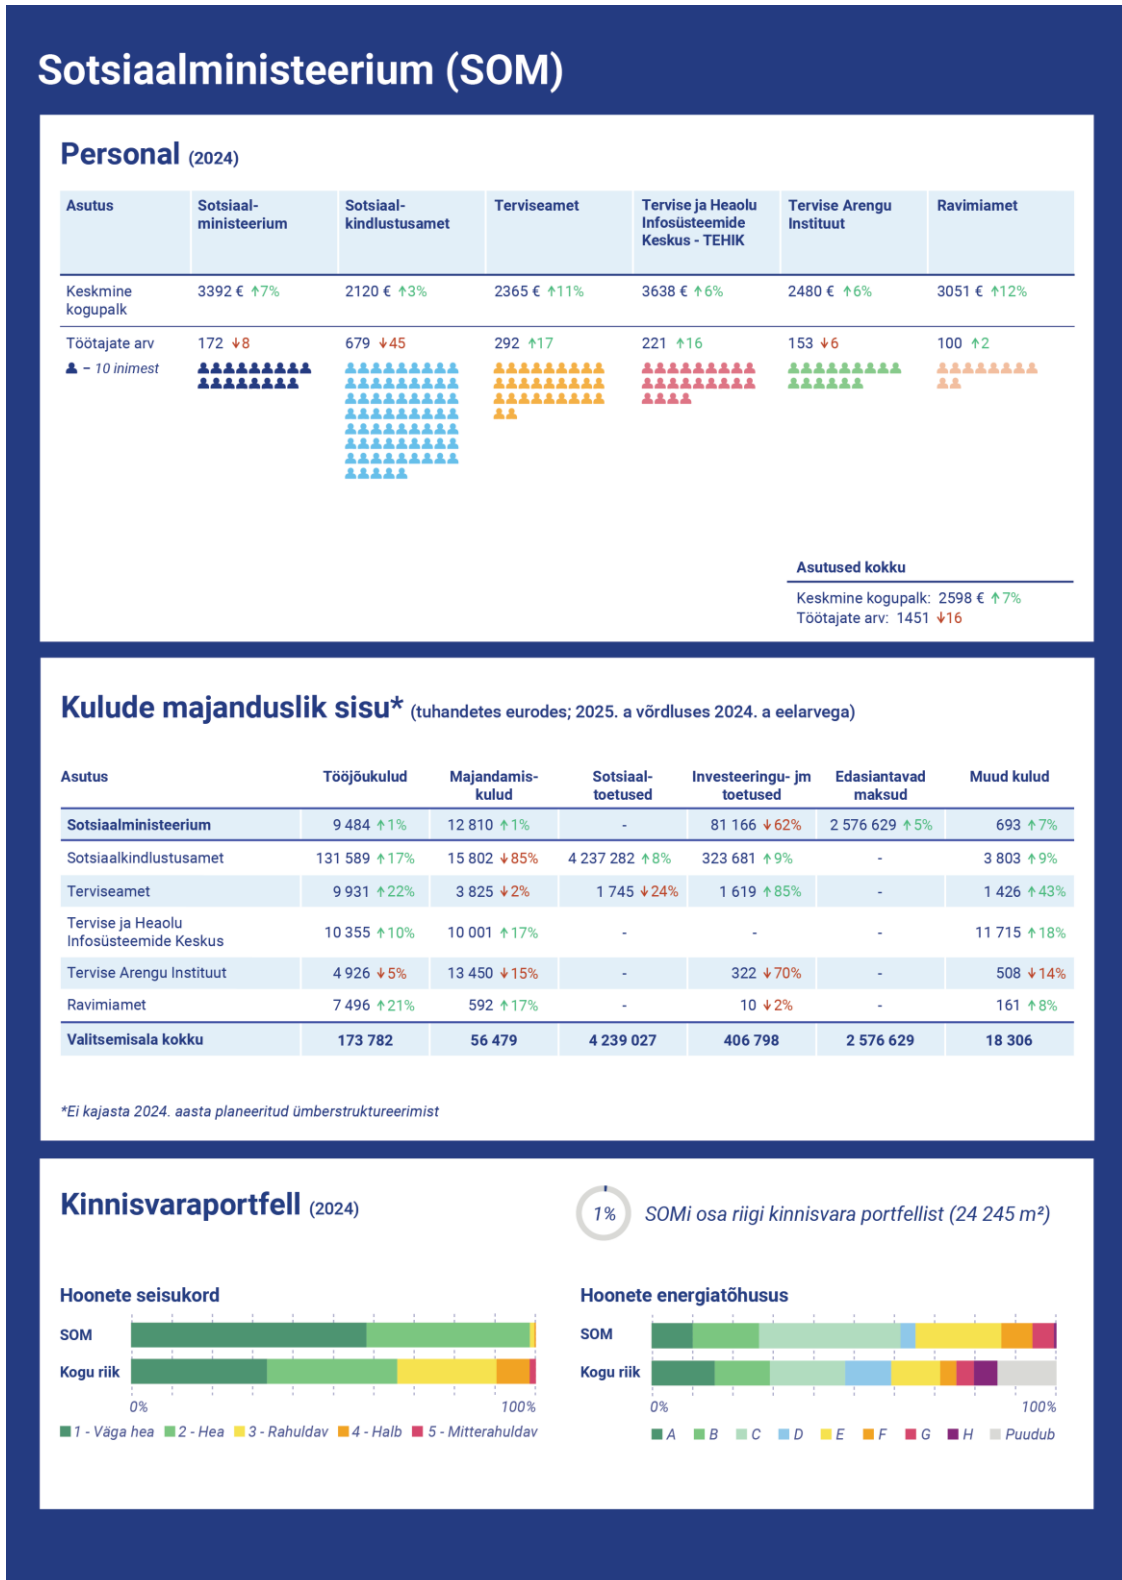 Sotsiaalministeerium (SOM)
Personal (2024)
Asutus
Sotsiaal-
ministeerium
Sotsiaal-
kindlustusamet
Terviseamet
Tervise ja Heaolu
Infosüsteemide
Keskus - TEHIK
Tervise Arengu
Instituut
Ravimiamet
Keskmine
kogupalk
3392 € ↑7%
2120 € ↑3%
2365 € ↑11%
3638 € ↑6%
2480 € ↑6%
3051 € ↑12%
Töötajate arv
172 ↓8
679 ↓45
292 ↑17
221 ↑16
153 ↓6
100 ↑2
– 10 inimest
Asutused kokku
Keskmine kogupalk: 2598 € ↑7%
Töötajate arv: 1451 ↓16
Kulude majanduslik sisu* (tuhandetes eurodes; 2025. a võrdluses 2024. a eelarvega)
Asutus
Tööjõukulud
Majandamis-
kulud
Sotsiaal-
toetused
Investeeringu- jm
toetused
Edasiantavad
maksud
Muud kulud
Sotsiaalministeerium 9 484 ↑1% 12 810 ↑1% - 81 166 ↓62% 2 576 629 ↑5% 693 ↑7%
Sotsiaalkindlustusamet 131 589 ↑17% 15 802 ↓85% 4 237 282 ↑8% 323 681 ↑9% - 3 803 ↑9%
Terviseamet 9 931 ↑22% 3 825 ↓2% 1 745 ↓24% 1 619 ↑85% - 1 426 ↑43%
Tervise ja Heaolu
Infosüsteemide Keskus 10 355 ↑10% 10 001 ↑17% - - - 11 715 ↑18%
Tervise Arengu Instituut 4 926 ↓5% 13 450 ↓15% - 322 ↓70% - 508 ↓14%
Ravimiamet 7 496 ↑21% 592 ↑17% - 10 ↓2% - 161 ↑8%
Valitsemisala kokku 173 782 56 479 4 239 027 406 798 2 576 629 18 306
*Ei kajasta 2024. aasta planeeritud ümberstruktureerimist
Kinnisvaraportfell (2024)
1% SOMi osa riigi kinnisvara portfellist (24 245 m²)
Hoonete seisukord
SOM
Kogu riik
0% 100%
1 - Väga hea 2 - Hea 3 - Rahuldav 4 - Halb 5 - Mitterahuldav
Hoonete energiatõhusus
SOM
Kogu riik
0% 100%
A B C D E F G H Puudub